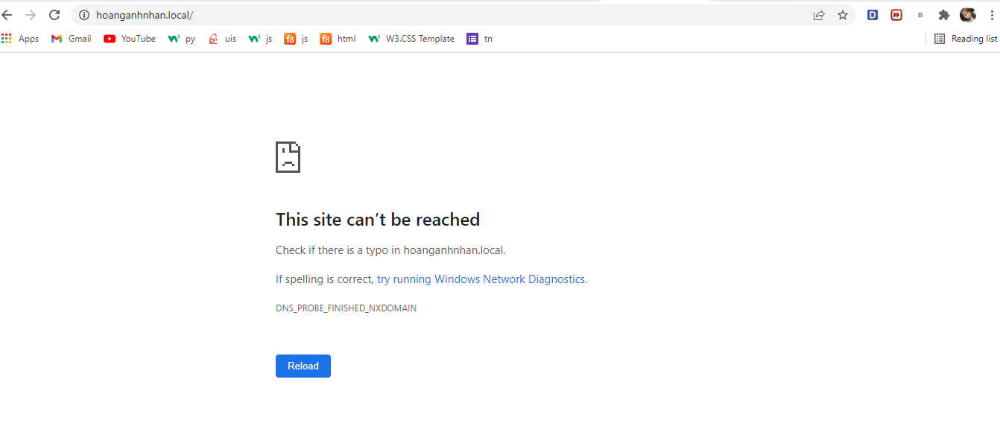 hoanganhnhan.local/
D
B
Apps
Gmail
YouTube
py
uis
js
f8 js
f8 html
W3.CSS Template
tn
Reading list
This site can't be reached
Check if there is a typo in hoanganhnhan.local.
If spelling is correct, try running Windows Network Diagnostics.
DNS_PROBE_FINISHED_NXDOMAIN
Reload